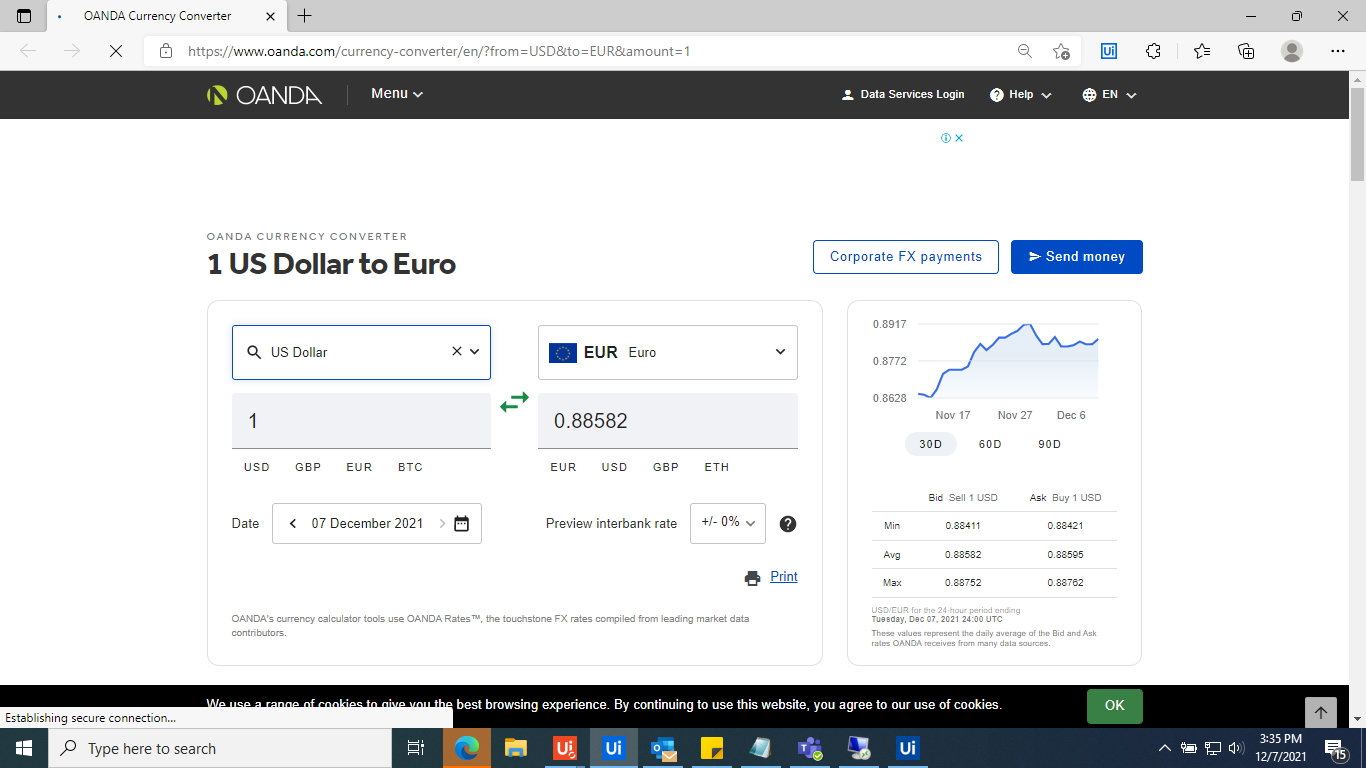 OANDA Currency Converter
https://www.oanda.com/currency-converter/en/?from=USD&to=EUR&amount=1
OANDA
Menu
Data Services Login
Help
EN
OANDA CURRENCY CONVERTER
1 US Dollar to Euro
Corporate FX payments
Send money
US Dollar
EUR Euro
1
0.88582
USD GBP EUR BTC
EUR USD GBP ETH
Date
07 December 2021
Preview interbank rate
+/- 0%
Print
OANDA's currency calculator tools use OANDA Rates™, the touchstone FX rates compiled from leading market data
contributors.
0.8917
0.8772
0.8628
Nov 17 Nov 27 Dec 6
30D 60D 90D
Bid Sell 1 USD Ask Buy 1 USD
Min 0.88411 0.88421
Avg 0.88582 0.88595
Max 0.88752 0.88762
USD/EUR for the 24-hour period ending
Tuesday, Dec 07, 2021 24:00 UTC
These values represent the daily average of the Bid and Ask
rates OANDA receives from many data sources.
We use a range of cookies to give you the best browsing experience. By continuing to use this website, you agree to our use of cookies.
OK
Establishing secure connection...
Type here to search
Ui
Ui
Ui
Ui
3:35 PM
12/7/2021
15